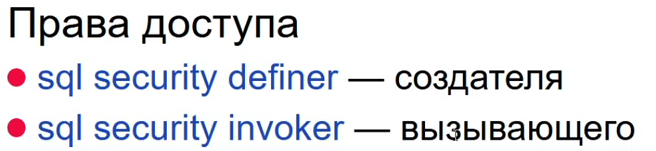 Права доступа
sql security definer — создателя
sql security invoker — вызывающего